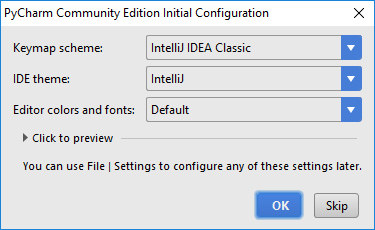 PyCharm Community Edition Initial Configuration
Keymap scheme: IntelliJ IDEA Classic
IDE theme: IntelliJ
Editor colors and fonts: Default
Click to preview
You can use File | Settings to configure any of these settings later.
OK Skip